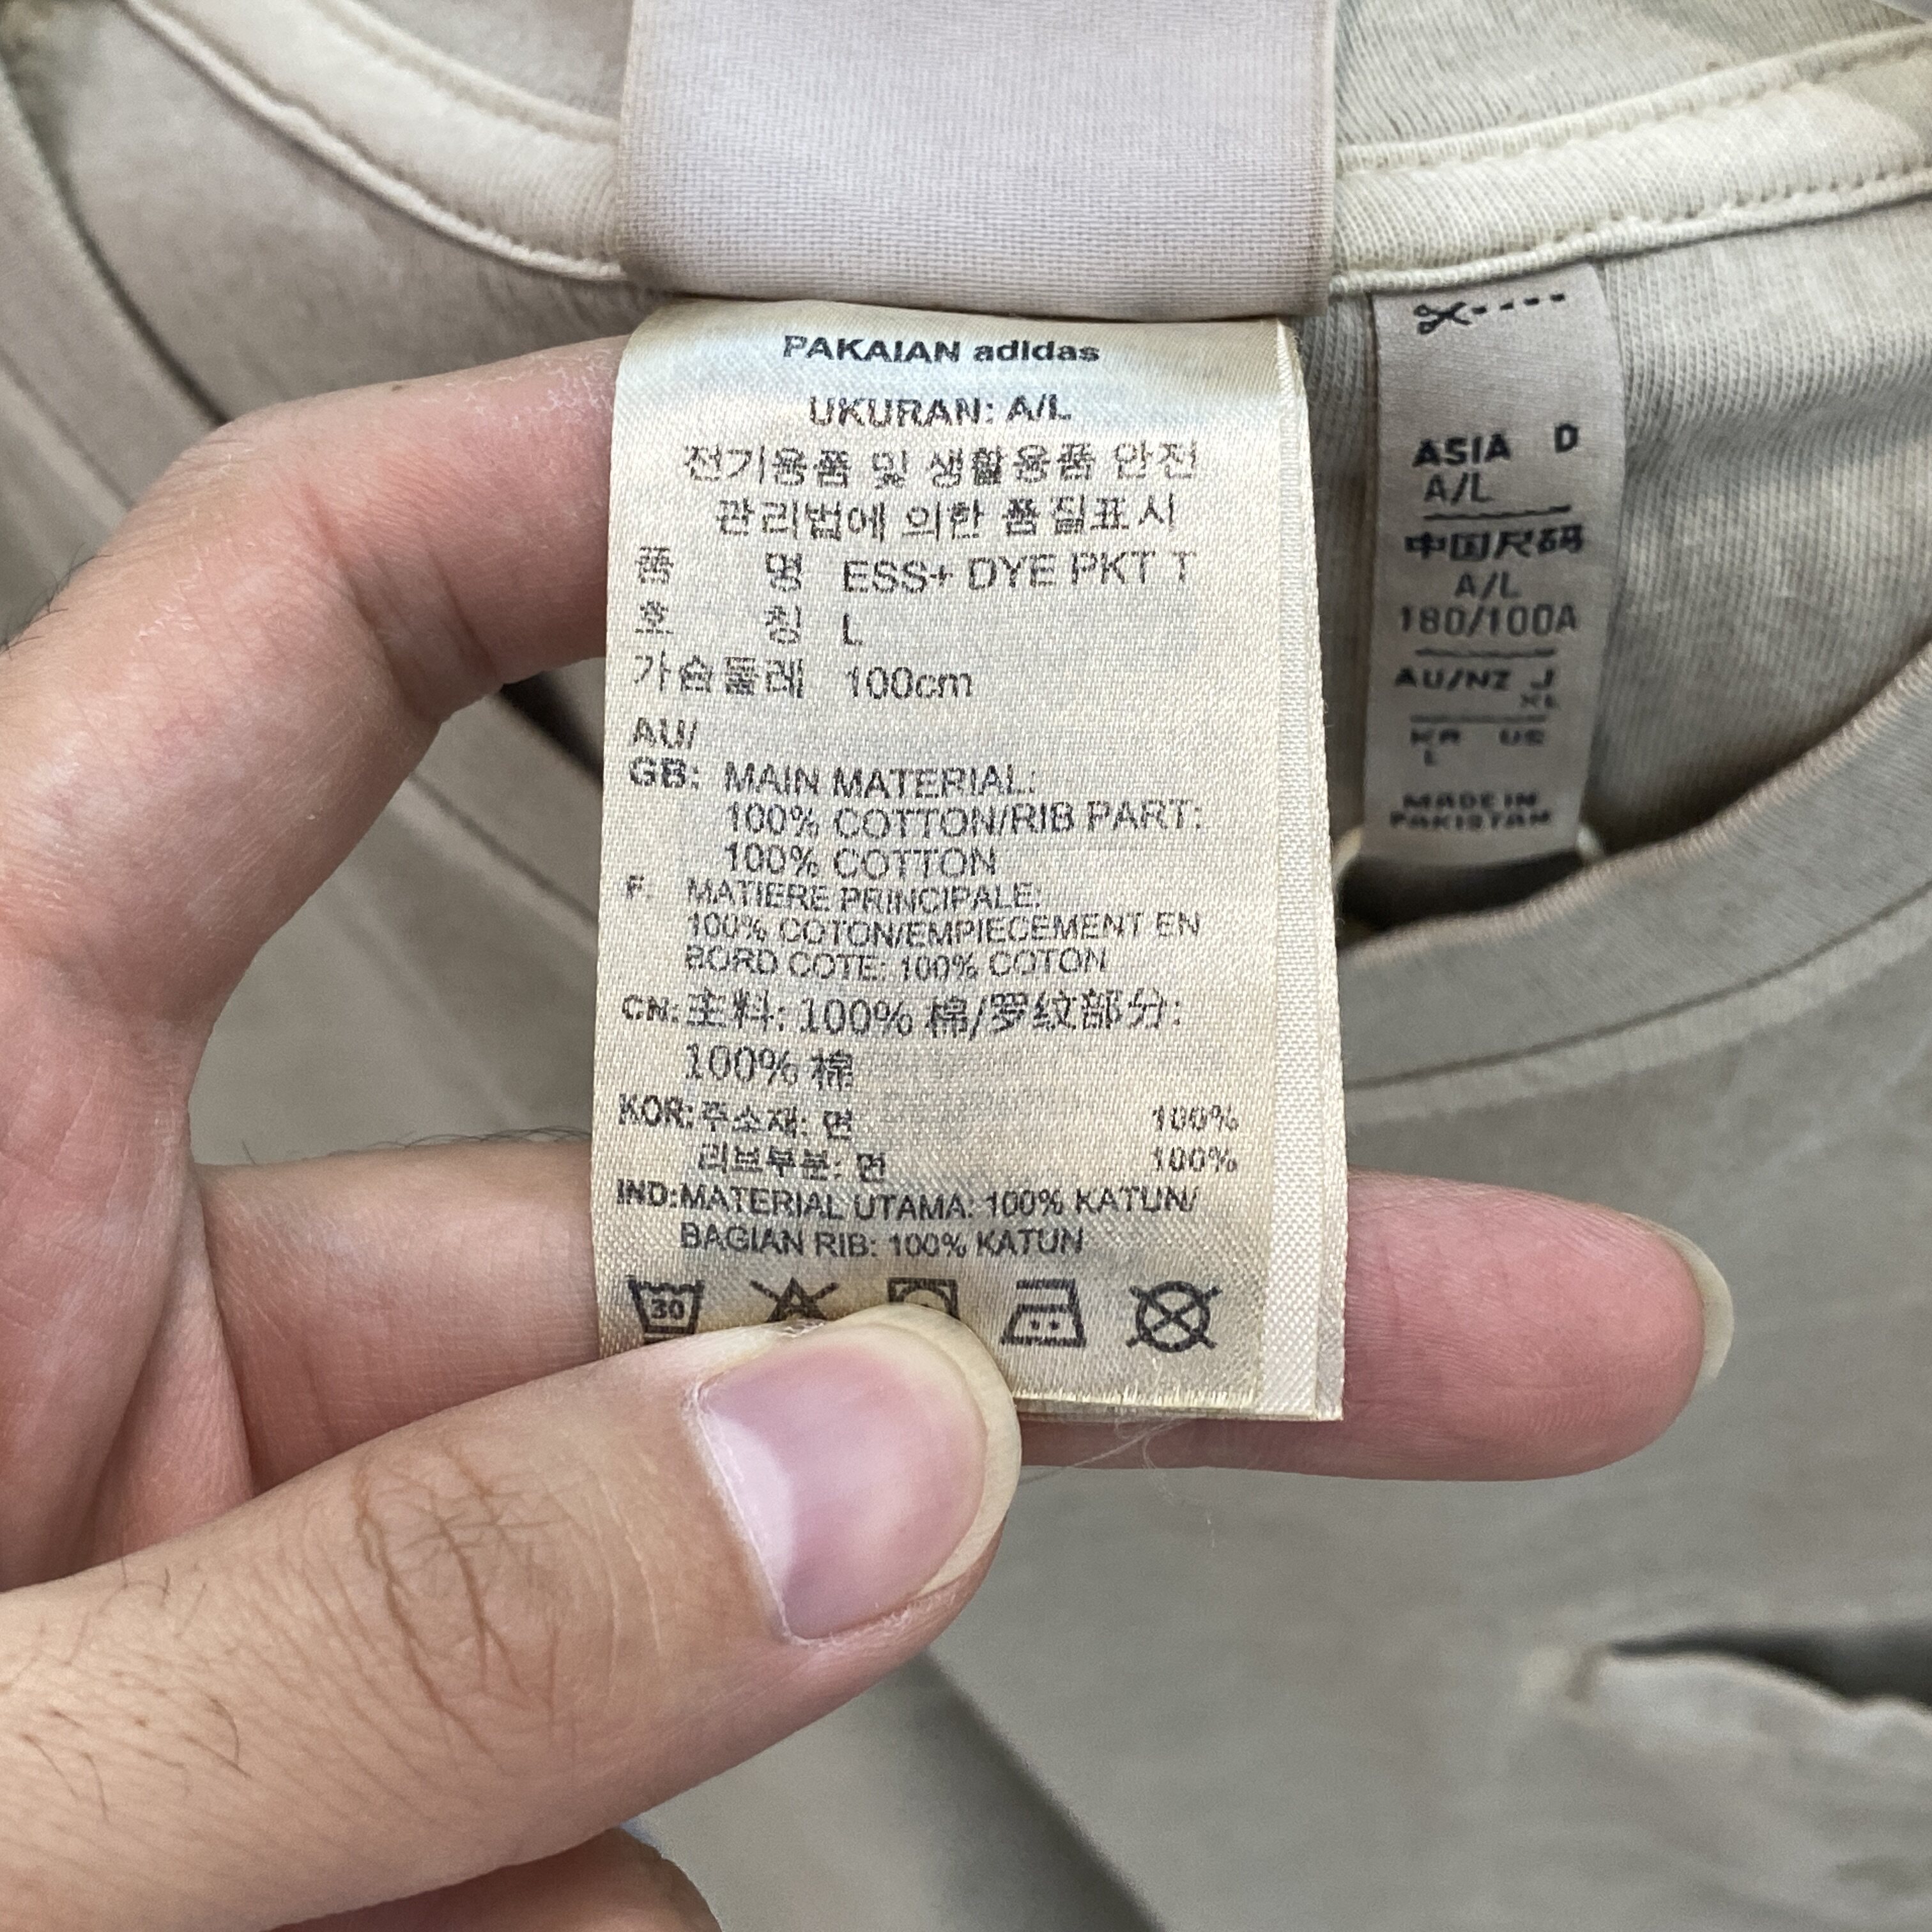 PAKAIAN adidas
UKURAN: A/L
전기용품 및 생활용품 안전
관리법에 의한 품질표시
품 명 ESS+ DYE PKT T
호 칭 L
가슴둘레 100cm
AU/
GB: MAIN MATERIAL:
100% COTTON/RIB PART:
100% COTTON
F: MATIERE PRINCIPALE:
100% COTON/EMPIECEMENT EN
BORD COTE: 100% COTON
CN: 主料: 100% 棉/罗纹部分:
100% 棉
KOR: 주소재: 면 100%
리브부분: 면 100%
IND: MATERIAL UTAMA: 100% KATUN/
BAGIAN RIB: 100% KATUN
30
ASIA D
A/L
中国尺码
A/L
180/100A
AU/NZ J
XL
KR US
L
MADE IN
PAKISTAN